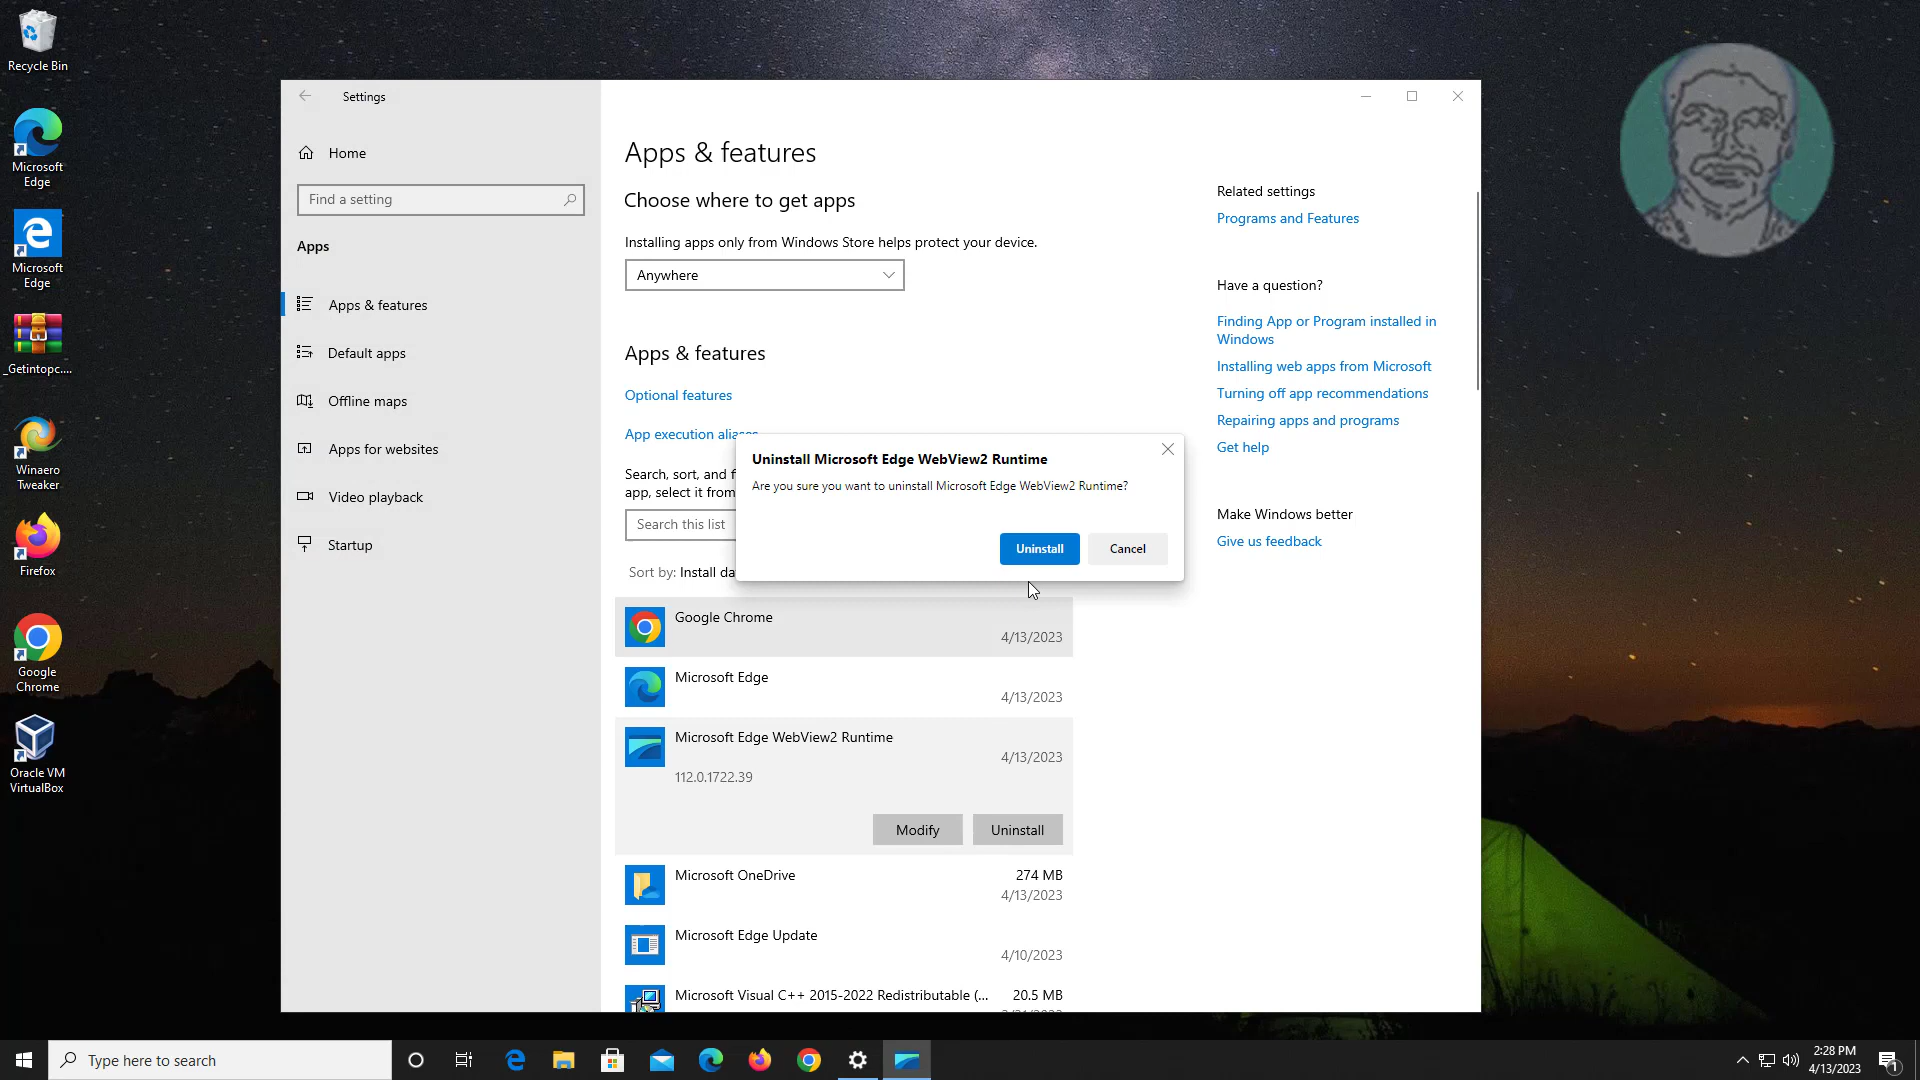 Recycle Bin
Microsoft
Edge
Microsoft
Edge
_Getintopc....
Winaero
Tweaker
Firefox
Google
Chrome
Oracle VM
VirtualBox
Settings
Home
Find a setting
Apps
Apps & features
Default apps
Offline maps
Apps for websites
Video playback
Startup
Apps & features
Choose where to get apps
Installing apps only from Windows Store helps protect your device.
Anywhere
Apps & features
Optional features
App execution aliases
Search, sort, and f
app, select it from
Search this list
Sort by: Install da
Uninstall Microsoft Edge WebView2 Runtime
Are you sure you want to uninstall Microsoft Edge WebView2 Runtime?
Uninstall
Cancel
Google Chrome
4/13/2023
Microsoft Edge
4/13/2023
Microsoft Edge WebView2 Runtime
4/13/2023
112.0.1722.39
Modify
Uninstall
Microsoft OneDrive
274 MB
4/13/2023
Microsoft Edge Update
4/10/2023
Microsoft Visual C++ 2015-2022 Redistributable (...
20.5 MB
Related settings
Programs and Features
Have a question?
Finding App or Program installed in
Windows
Installing web apps from Microsoft
Turning off app recommendations
Repairing apps and programs
Get help
Make Windows better
Give us feedback
Type here to search
2:28 PM
4/13/2023
1